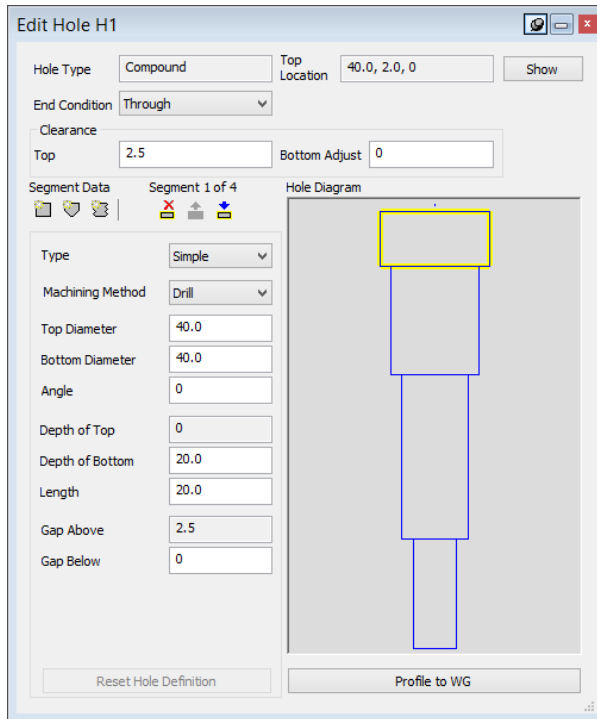 Edit Hole H1
Hole Type Compound Top Location 40.0, 2.0, 0 Show
End Condition Through
Clearance
Top 2.5 Bottom Adjust 0
Segment Data Segment 1 of 4 Hole Diagram
Type Simple
Machining Method Drill
Top Diameter 40.0
Bottom Diameter 40.0
Angle 0
Depth of Top 0
Depth of Bottom 20.0
Length 20.0
Gap Above 2.5
Gap Below 0
Reset Hole Definition Profile to WG